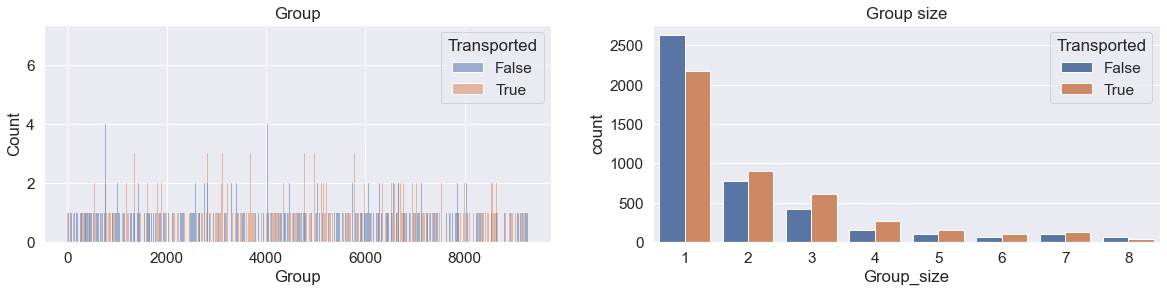 Group
Transported
False
True
Count
6
4
2
0
0 2000 4000 6000 8000
Group
Group size
Transported
False
True
count
2500
2000
1500
1000
500
0
1 2 3 4 5 6 7 8
Group_size